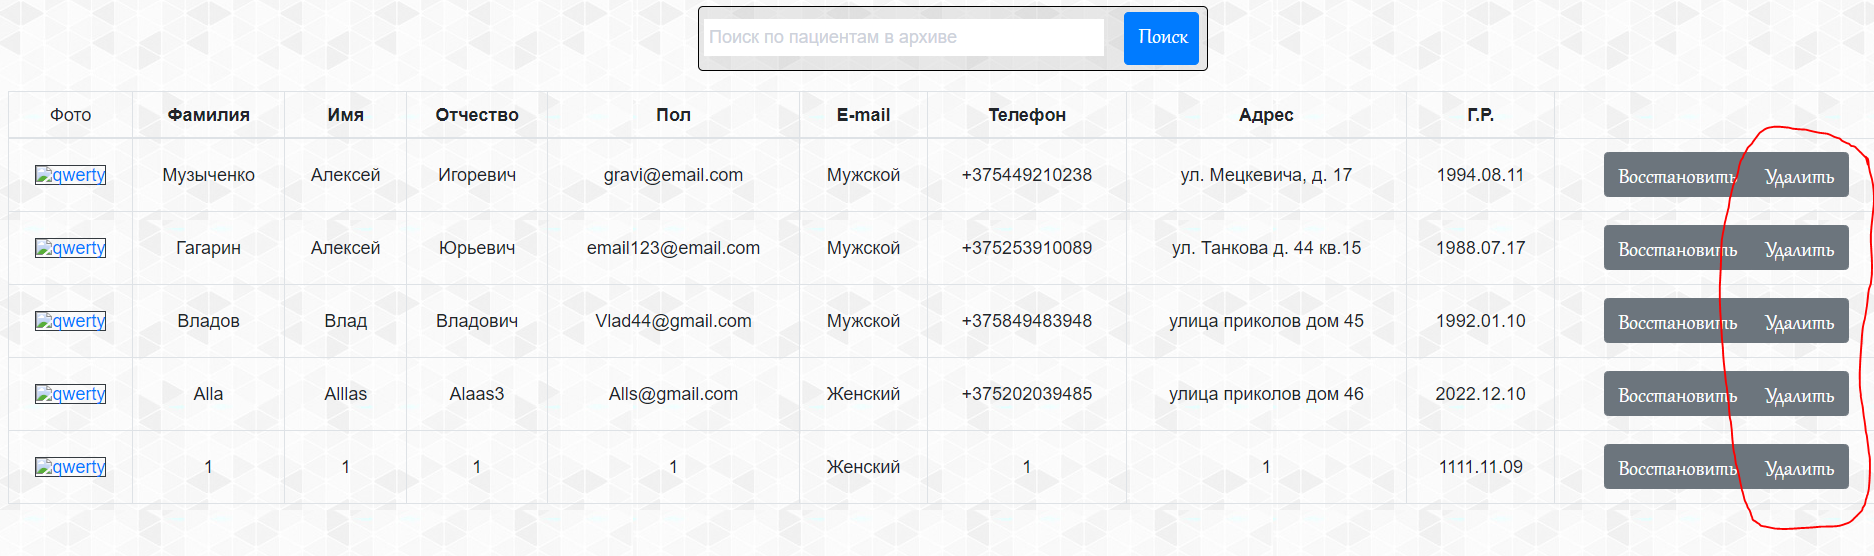 Поиск по пациентам в архиве Поиск
Фото Фамилия Имя Отчество Пол E-mail Телефон Адрес Г.Р.
qwerty Музыченко Алексей Игоревич gravi@email.com Мужской +375449210238 ул. Мецкевича, д. 17 1994.08.11 Восстановить Удалить
qwerty Гагарин Алексей Юрьевич email123@email.com Мужской +375253910089 ул. Танкова д. 44 кв.15 1988.07.17 Восстановить Удалить
qwerty Владов Влад Владович Vlad44@gmail.com Мужской +375849483948 улица приколов дом 45 1992.01.10 Восстановить Удалить
qwerty Alla Alllas Alaas3 Alls@gmail.com Женский +375202039485 улица приколов дом 46 2022.12.10 Восстановить Удалить
qwerty 1 1 1 1 Женский 1 1 1111.11.09 Восстановить Удалить